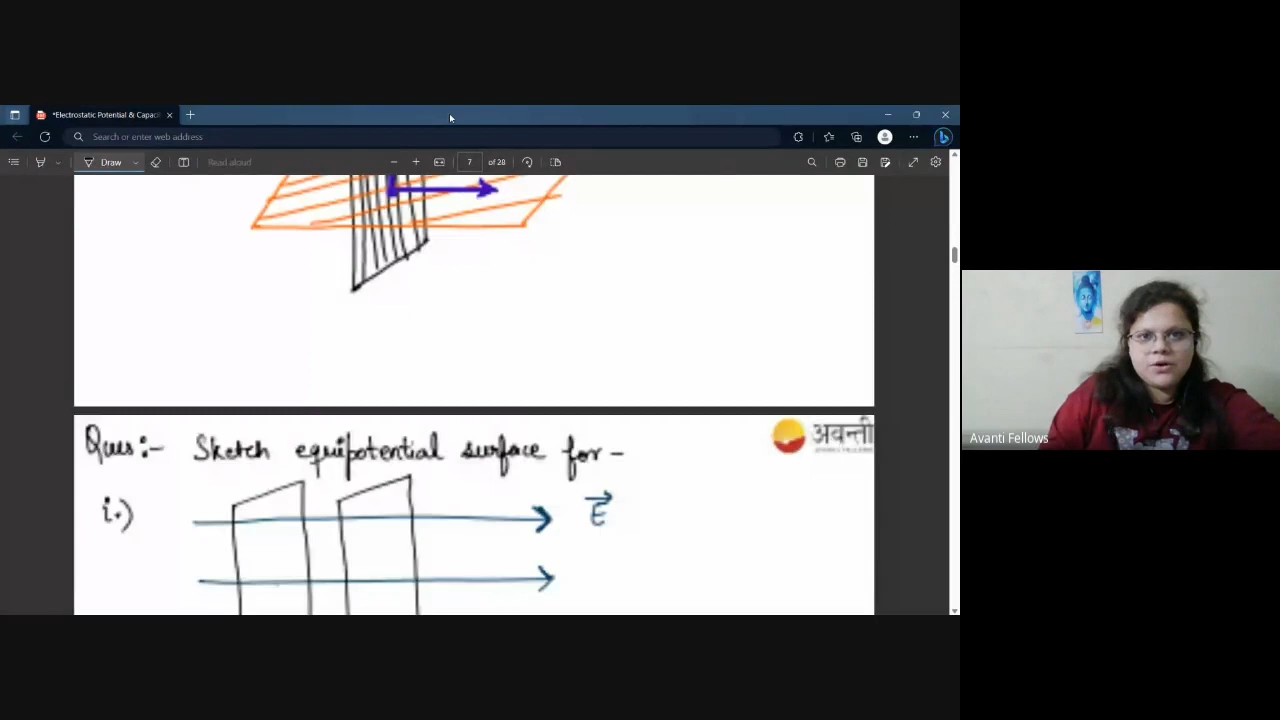 *Electrostatic Potential & Capaci
Search or enter web address
Draw
Read aloud
7 of 28
Ques:- Sketch equipotential surface for-
अवन्ती
i.)
E
Avanti Fellows